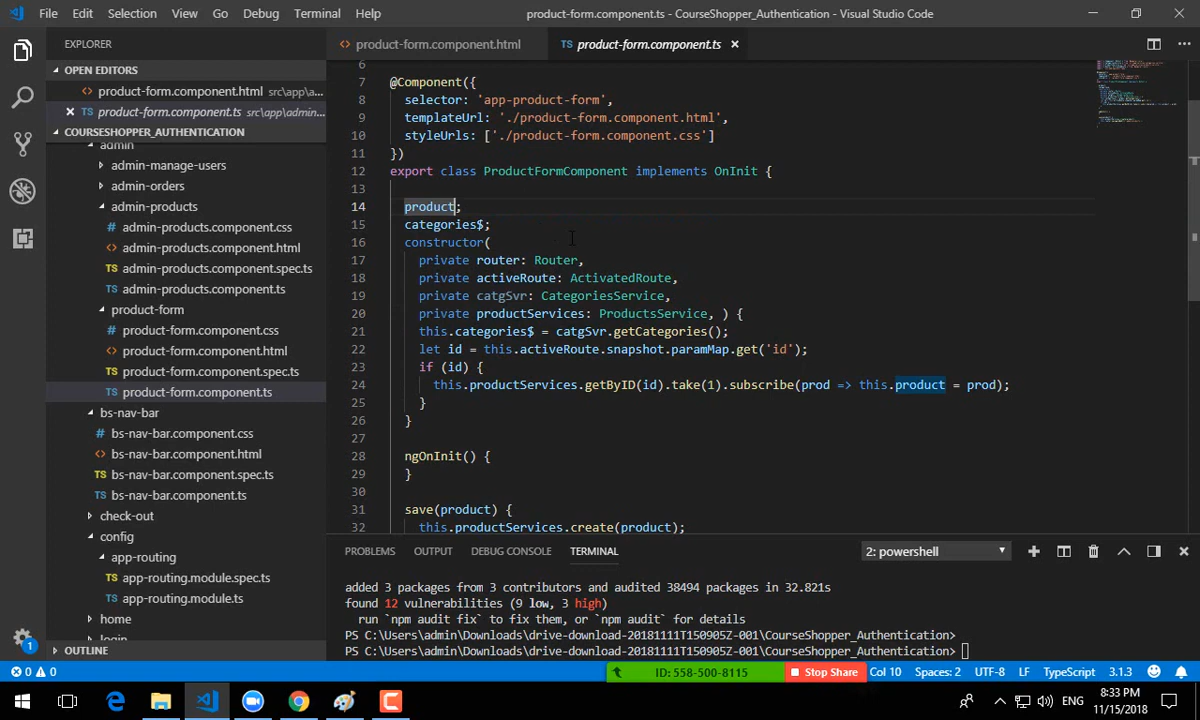 File Edit Selection View Go Debug Terminal Help
product-form.component.ts - CourseShopper_Authentication - Visual Studio Code
EXPLORER
OPEN EDITORS
<> product-form.component.html src\app\a...
× TS product-form.component.ts src\app\admin...
COURSESHOPPER_AUTHENTICATION
admin
admin-manage-users
admin-orders
admin-products
# admin-products.component.css
<> admin-products.component.html
TS admin-products.component.spec.ts
TS admin-products.component.ts
product-form
# product-form.component.css
<> product-form.component.html
TS product-form.component.spec.ts
TS product-form.component.ts
bs-nav-bar
# bs-nav-bar.component.css
<> bs-nav-bar.component.html
TS bs-nav-bar.component.spec.ts
TS bs-nav-bar.component.ts
check-out
config
app-routing
TS app-routing.module.spec.ts
TS app-routing.module.ts
home
login
OUTLINE
<> product-form.component.html
TS product-form.component.ts ×
6
7 @Component({
8 selector: 'app-product-form',
9 templateUrl: './product-form.component.html',
10 styleUrls: ['./product-form.component.css']
11 })
12 export class ProductFormComponent implements OnInit {
13
14 product;
15 categories$;
16 constructor(
17 private router: Router,
18 private activeRoute: ActivatedRoute,
19 private catgSvr: CategoriesService,
20 private productServices: ProductsService, ) {
21 this.categories$ = catgSvr.getCategories();
22 let id = this.activeRoute.snapshot.paramMap.get('id');
23 if (id) {
24 this.productServices.getByID(id).take(1).subscribe(prod => this.product = prod);
25 }
26 }
27
28 ngOnInit() {
29 }
30
31 save(product) {
32 this.productServices.create(product);
PROBLEMS OUTPUT DEBUG CONSOLE TERMINAL
2: powershell
added 3 packages from 3 contributors and audited 38494 packages in 32.821s
found 12 vulnerabilities (9 low, 3 high)
run `npm audit fix` to fix them, or `npm audit` for details
PS C:\Users\admin\Downloads\drive-download-20181111T150905Z-001\CourseShopper_Authentication>
PS C:\Users\admin\Downloads\drive-download-20181111T150905Z-001\CourseShopper_Authentication>
1
0 0
ID: 558-500-8115
Stop Share
Col 10 Spaces: 2 UTF-8 LF TypeScript 3.1.3
ENG
8:33 PM
11/15/2018